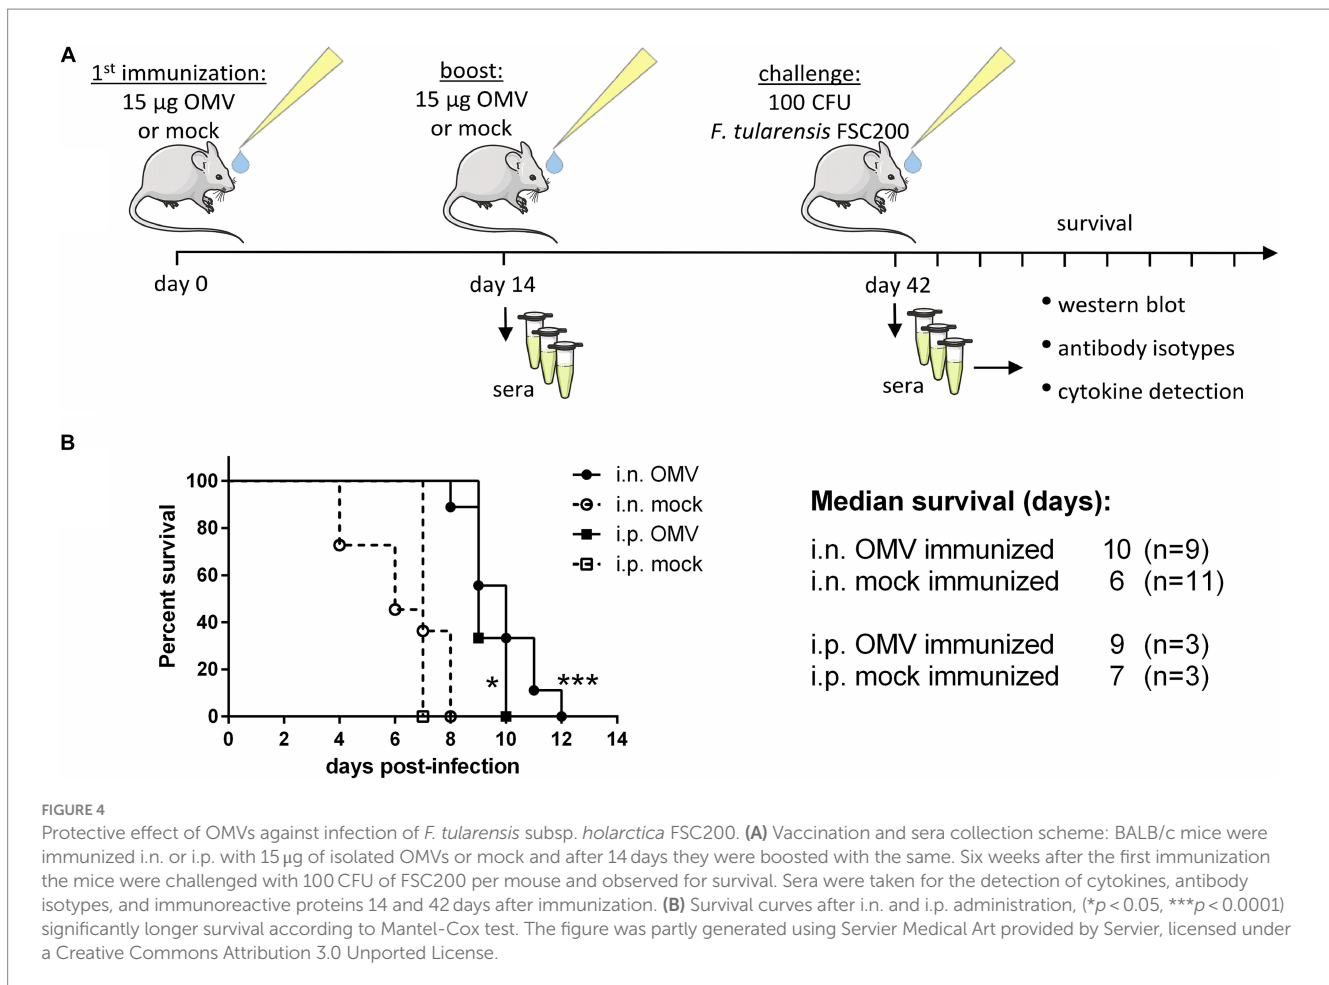 A
1st immunization:
15 µg OMV
or mock
boost:
15 µg OMV
or mock
challenge:
100 CFU
F. tularensis FSC200
survival
day 0
day 14
day 42
sera
sera
• western blot
• antibody isotypes
• cytokine detection
B
Percent survival
100
80
60
40
20
0
0 2 4 6 8 10 12 14
days post-infection
* ***
i.n. OMV
i.n. mock
i.p. OMV
i.p. mock
Median survival (days):
i.n. OMV immunized 10 (n=9)
i.n. mock immunized 6 (n=11)
i.p. OMV immunized 9 (n=3)
i.p. mock immunized 7 (n=3)
FIGURE 4
Protective effect of OMVs against infection of F. tularensis subsp. holarctica FSC200. (A) Vaccination and sera collection scheme: BALB/c mice were
immunized i.n. or i.p. with 15 µg of isolated OMVs or mock and after 14 days they were boosted with the same. Six weeks after the first immunization
the mice were challenged with 100 CFU of FSC200 per mouse and observed for survival. Sera were taken for the detection of cytokines, antibody
isotypes, and immunoreactive proteins 14 and 42 days after immunization. (B) Survival curves after i.n. and i.p. administration, (*p < 0.05, ***p < 0.0001)
significantly longer survival according to Mantel-Cox test. The figure was partly generated using Servier Medical Art provided by Servier, licensed under
a Creative Commons Attribution 3.0 Unported License.